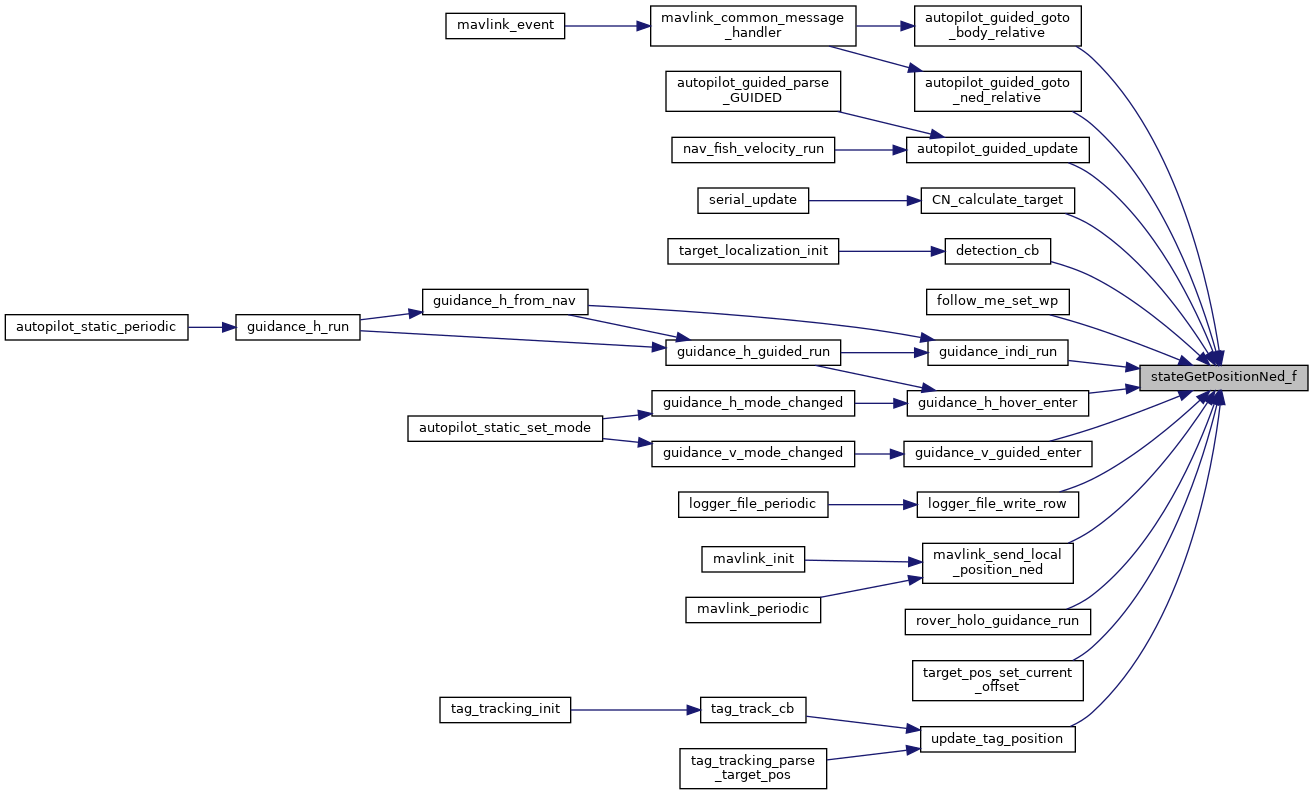 mavlink_event
mavlink_common_message
_handler
autopilot_guided_goto
_body_relative
autopilot_guided_parse
_GUIDED
autopilot_guided_goto
_ned_relative
nav_fish_velocity_run
autopilot_guided_update
serial_update
CN_calculate_target
target_localization_init
detection_cb
follow_me_set_wp
autopilot_static_periodic
guidance_h_run
guidance_h_from_nav
guidance_h_guided_run
guidance_indi_run
stateGetPositionNed_f
guidance_h_mode_changed
guidance_h_hover_enter
autopilot_static_set_mode
guidance_v_mode_changed
guidance_v_guided_enter
logger_file_periodic
logger_file_write_row
mavlink_init
mavlink_send_local
_position_ned
mavlink_periodic
rover_holo_guidance_run
target_pos_set_current
_offset
tag_tracking_init
tag_track_cb
update_tag_position
tag_tracking_parse
_target_pos